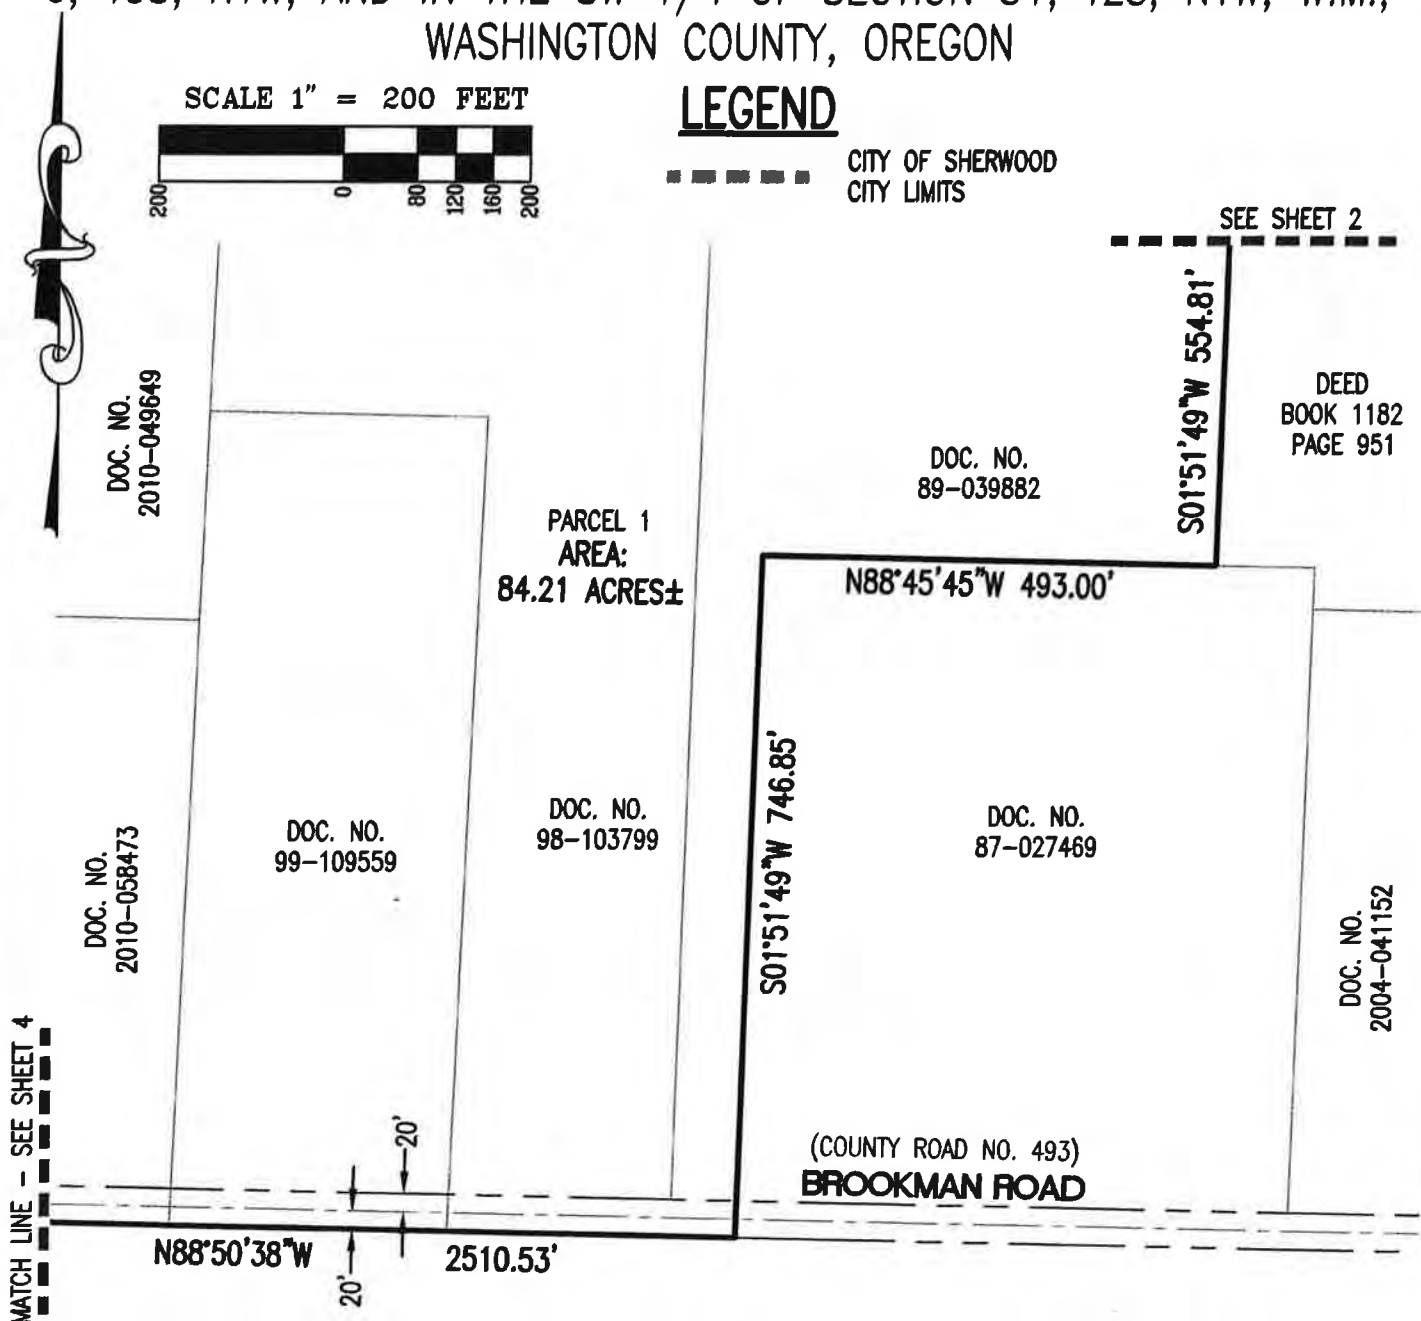 WASHINGTON COUNTY, OREGON
SCALE 1" = 200 FEET
200 0 80 120 160 200
LEGEND
CITY OF SHERWOOD
CITY LIMITS
SEE SHEET 2
S01°51'49"W 554.81'
DEED
BOOK 1182
PAGE 951
DOC. NO.
2010-049649
DOC. NO.
89-039882
PARCEL 1
AREA:
84.21 ACRES±
N88°45'45"W 493.00'
S01°51'49"W 746.85'
DOC. NO.
2010-058473
DOC. NO.
99-109559
DOC. NO.
98-103799
DOC. NO.
87-027469
DOC. NO.
2004-041152
MATCH LINE - SEE SHEET 4
20'
(COUNTY ROAD NO. 493)
BROOKMAN ROAD
N88°50'38"W 2510.53'
20'